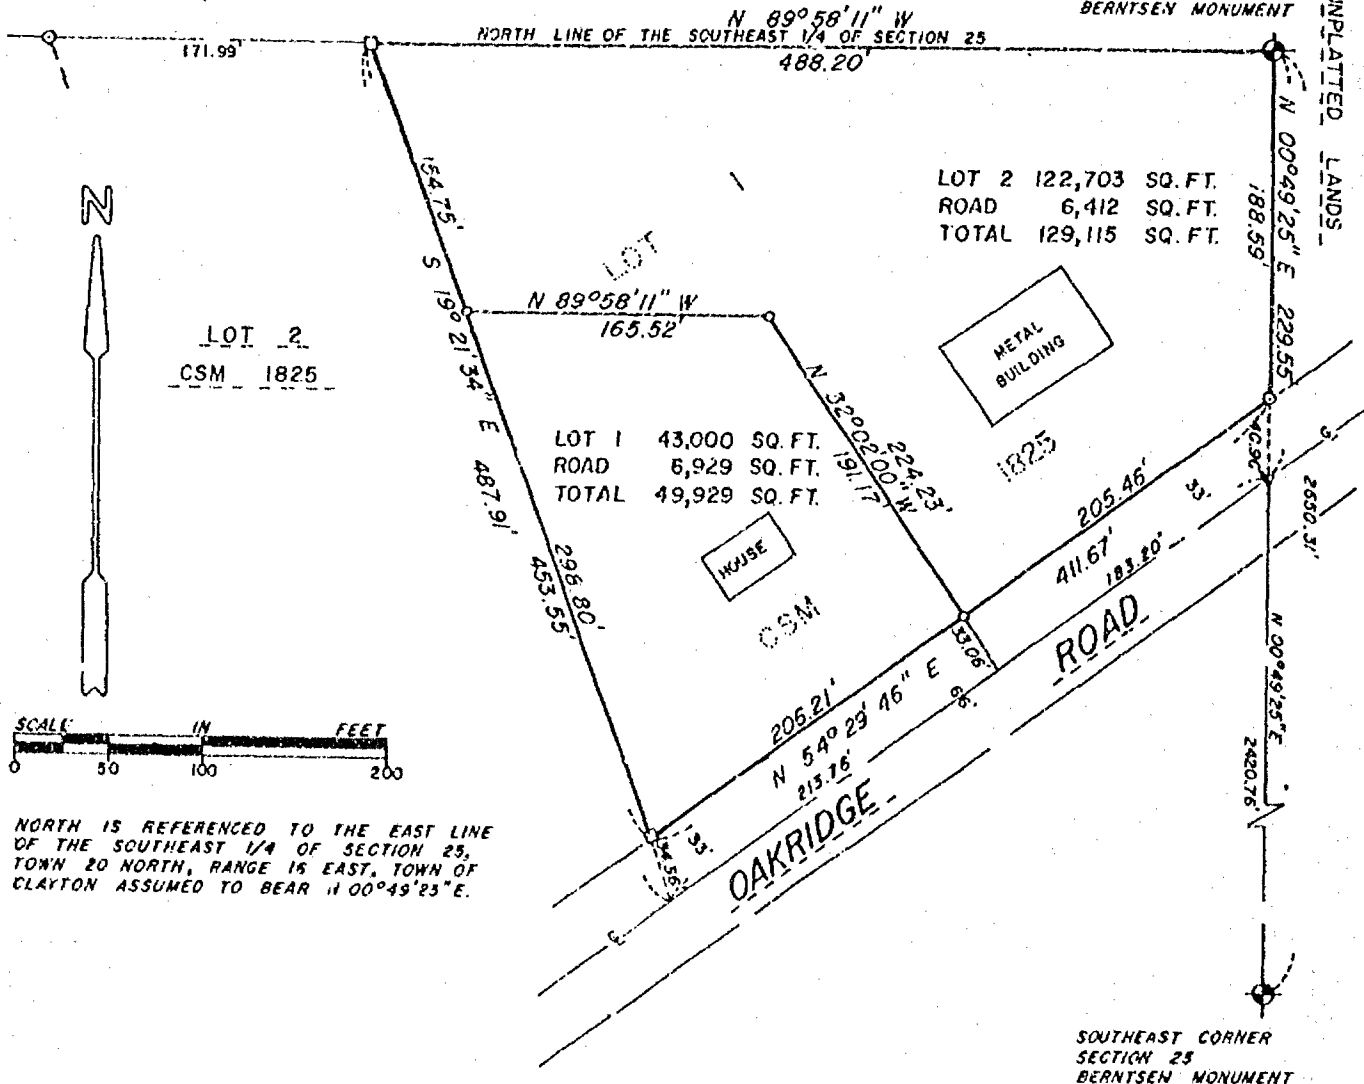 N 89°58'11" W
BERNTSEN MONUMENT
171.99'
NORTH LINE OF THE SOUTHEAST 1/4 OF SECTION 25
488.20'
UNPLATTED LANDS
N 00°49'25" E 229.55'
188.59'
LOT 2 122,703 SQ. FT.
ROAD 6,412 SQ. FT.
TOTAL 129,115 SQ. FT.
N
154.75'
S 19° 21' 34" E 487.91'
LOT
N 89°58'11" W
165.52'
METAL
BUILDING
LOT 2
CSM 1825
N 32°02'00" W
224.23'
191.17'
LOT 1 43,000 SQ. FT.
ROAD 6,929 SQ. FT.
TOTAL 49,929 SQ. FT.
1825
40.96'
205.46'
33'
411.67'
183.20'
2650.31'
HOUSE
298.80'
453.55'
CSM
ROAD
33.06'
66'
205.21'
N 54° 29' 46" E
213.76'
N 00°49'25" E
2420.76'
SCALE IN FEET
0 50 100 200
33'
OAKRIDGE
NORTH IS REFERENCED TO THE EAST LINE
OF THE SOUTHEAST 1/4 OF SECTION 25,
TOWN 20 NORTH, RANGE 16 EAST, TOWN OF
CLAYTON ASSUMED TO BEAR N 00°49'25" E.
SOUTHEAST CORNER
SECTION 25
BERNTSEN MONUMENT